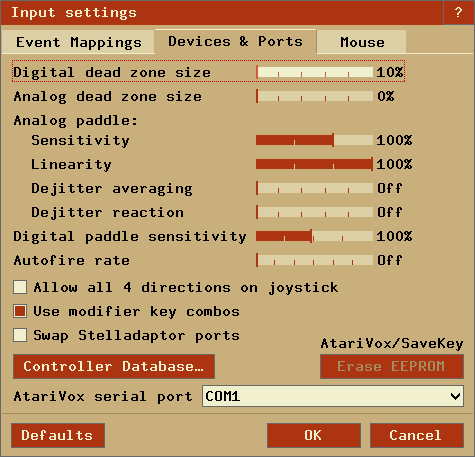 Input settings ?
Event Mappings Devices & Ports Mouse
Digital dead zone size 10%
Analog dead zone size 0%
Analog paddle:
Sensitivity 100%
Linearity 100%
Dejitter averaging Off
Dejitter reaction Off
Digital paddle sensitivity 100%
Autofire rate Off
Allow all 4 directions on joystick
Use modifier key combos
Swap Stelladaptor ports
AtariVox/SaveKey
Controller Database… Erase EEPROM
AtariVox serial port COM1
Defaults OK Cancel